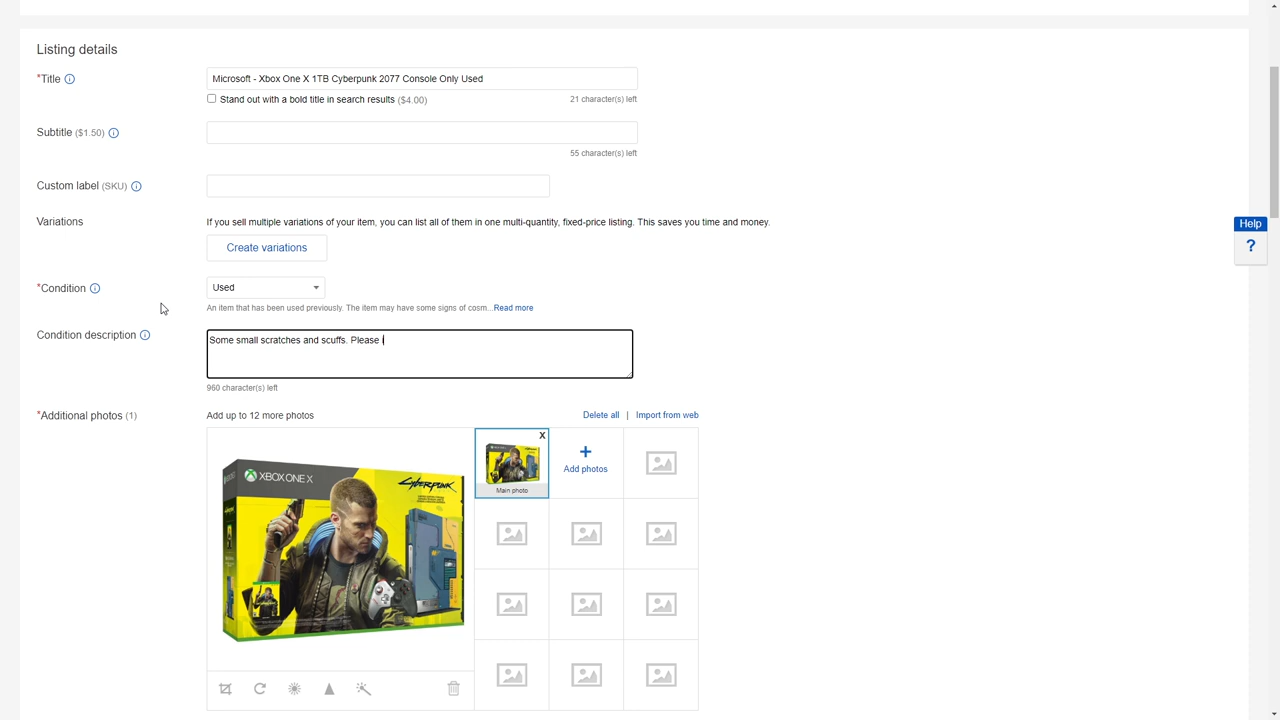 Listing details
*Title
Microsoft - Xbox One X 1TB Cyberpunk 2077 Console Only Used
Stand out with a bold title in search results ($4.00)
21 character(s) left
Subtitle ($1.50)
55 character(s) left
Custom label (SKU)
Variations
If you sell multiple variations of your item, you can list all of them in one multi-quantity, fixed-price listing. This saves you time and money.
Create variations
Help
?
*Condition
Used
An item that has been used previously. The item may have some signs of cosm...Read more
Condition description
Some small scratches and scuffs. Please i
960 character(s) left
*Additional photos (1)
Add up to 12 more photos
Delete all | Import from web
X
Add photos
Main photo
XBOX ONE X
Cyberpunk